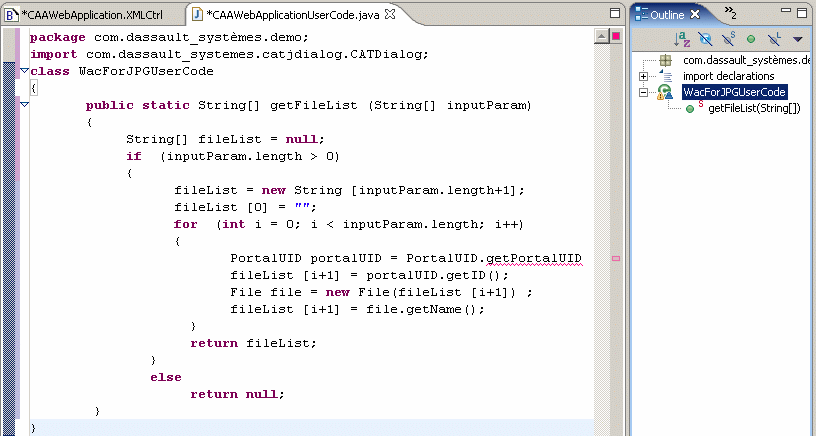 *CAAWebApplication.XMLCtrl
*CAAWebApplicationUserCode.java
package com.dassault_systèmes.demo;
import com.dassault_systemes.catjdialog.CATDialog;
class WacForJPGUserCode
{
public static String[] getFileList (String[] inputParam)
{
String[] fileList = null;
if (inputParam.length > 0)
{
fileList = new String [inputParam.length+1];
fileList [0] = "";
for (int i = 0; i < inputParam.length; i++)
{
PortalUID portalUID = PortalUID.getPortalUID
fileList [i+1] = portalUID.getID();
File file = new File(fileList [i+1]) ;
fileList [i+1] = file.getName();
}
return fileList;
}
else
return null;
}
}
Outline
»2
com.dassault_systèmes.de
import declarations
WacForJPGUserCode
getFileList(String[])